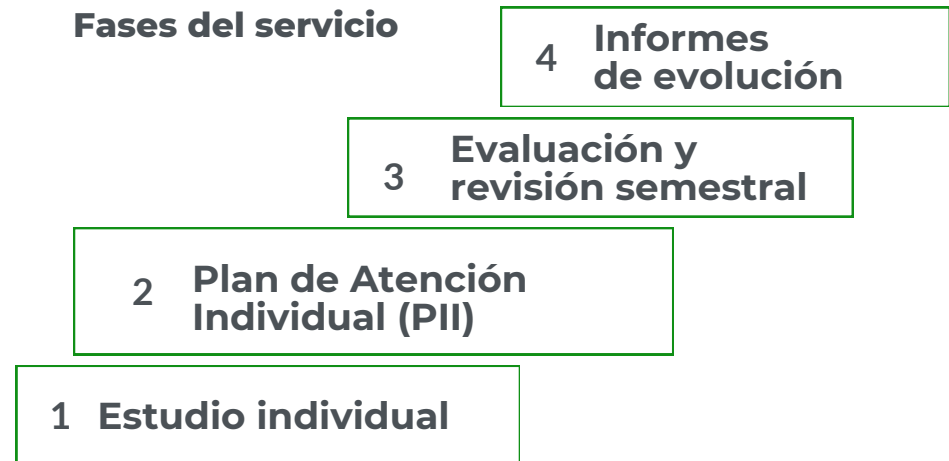 Fases del servicio
4 Informes
de evolución
3 Evaluación y
revisión semestral
2 Plan de Atención
Individual (PII)
1 Estudio individual